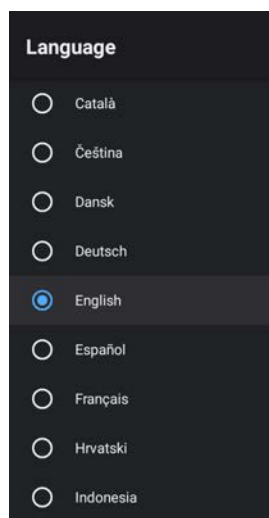 Language
Català
Čeština
Dansk
Deutsch
English
Español
Français
Hrvatski
Indonesia